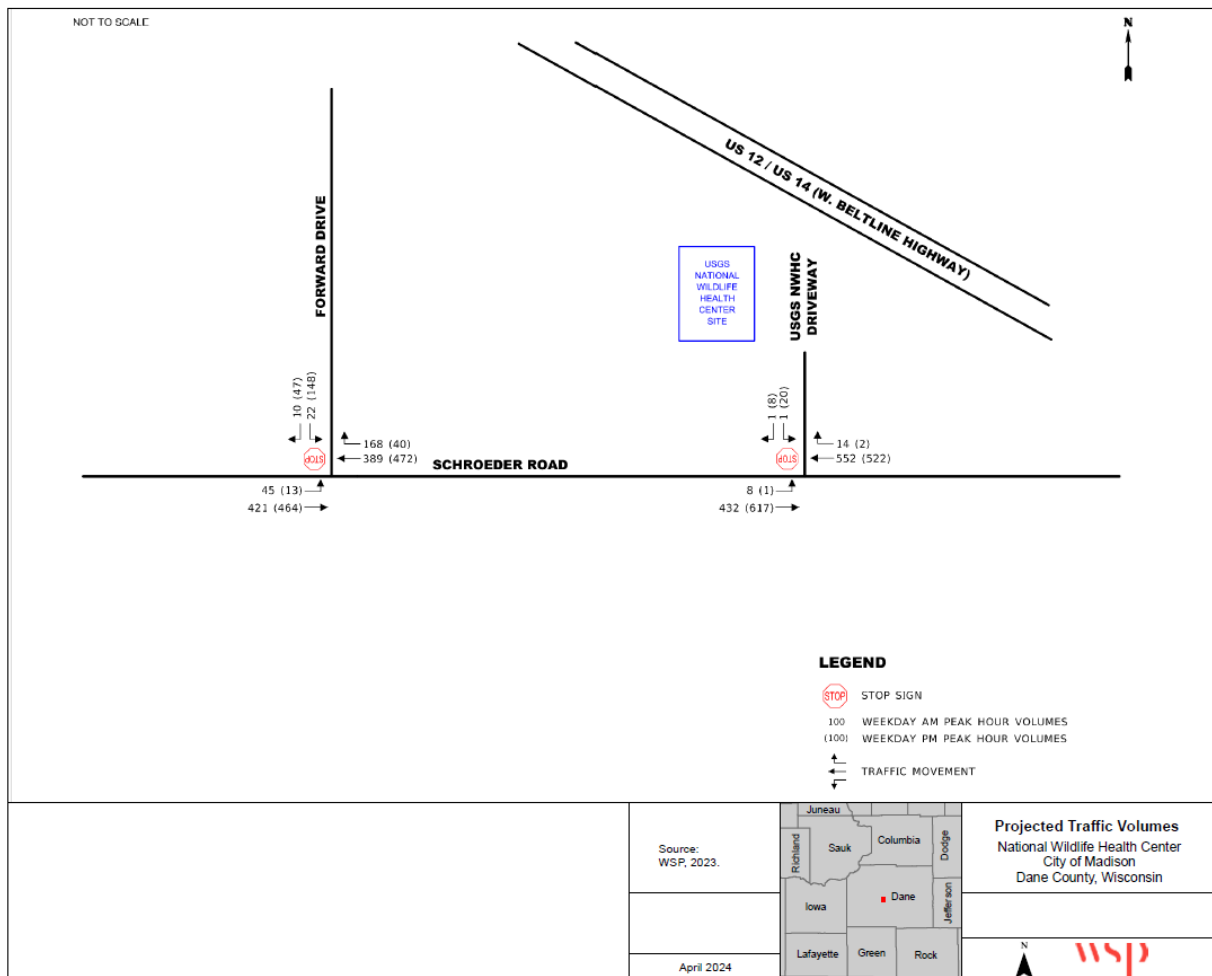 NOT TO SCALE
N
US 12 / US 14 (W. BELTLINE HIGHWAY)
FORWARD DRIVE
USGS
NATIONAL
WILDLIFE
HEALTH
CENTER
SITE
USGS NWHC
DRIVEWAY
10 (47)
22 (148)
STOP
168 (40)
389 (472)
SCHROEDER ROAD
1 (8)
1 (20)
STOP
14 (2)
552 (522)
45 (13)
421 (464)
8 (1)
432 (617)
LEGEND
STOP STOP SIGN
100 WEEKDAY AM PEAK HOUR VOLUMES
(100) WEEKDAY PM PEAK HOUR VOLUMES
TRAFFIC MOVEMENT
Source:
WSP, 2023.
April 2024
Juneau
Richland
Sauk
Columbia
Dodge
Iowa
Dane
Jefferson
Lafayette
Green
Rock
Projected Traffic Volumes
National Wildlife Health Center
City of Madison
Dane County, Wisconsin
N
wsp